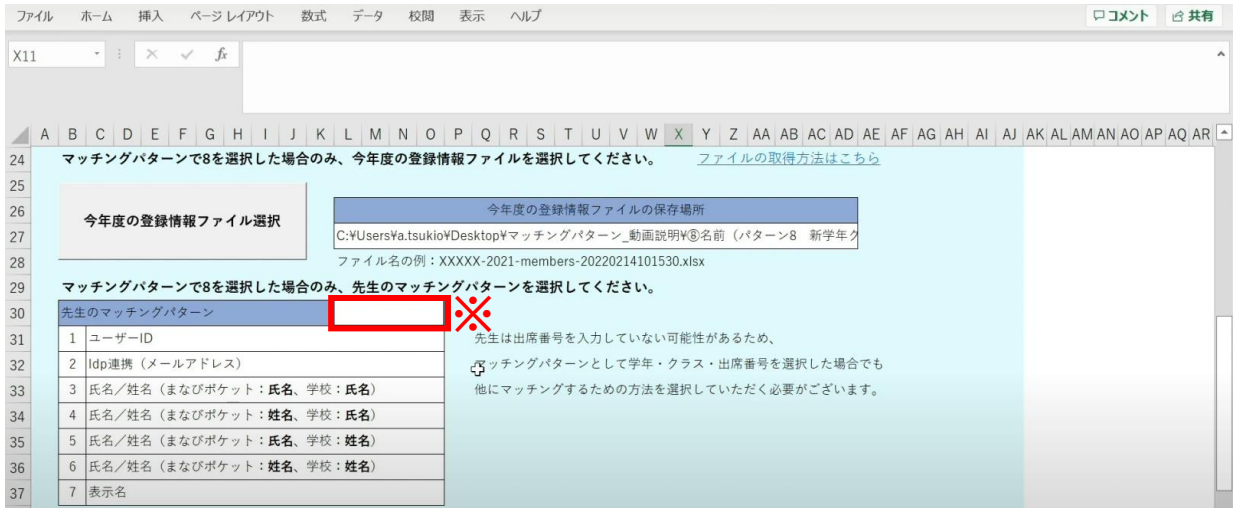 ファイル ホーム 挿入 ページ レイアウト 数式 データ 校閲 表示 ヘルプ コメント 共有
X11 fx
A B C D E F G H I J K L M N O P Q R S T U V W X Y Z AA AB AC AD AE AF AG AH AI AJ AK AL AM AN AO AP AQ AR
24 マッチングパターンで8を選択した場合のみ、今年度の登録情報ファイルを選択してください。 ファイルの取得方法はこちら
25
26 今年度の登録情報ファイル選択 今年度の登録情報ファイルの保存場所
27 C:¥Users¥a.tsukio¥Desktop¥マッチングパターン_動画説明¥⑧名前（パターン8 新学年ク
28 ファイル名の例：XXXXX-2021-members-20220214101530.xlsx
29 マッチングパターンで8を選択した場合のみ、先生のマッチングパターンを選択してください。
30 先生のマッチングパターン ※
31 1 ユーザーID 先生は出席番号を入力していない可能性があるため、
32 2 Idp連携（メールアドレス） マッチングパターンとして学年・クラス・出席番号を選択した場合でも
33 3 氏名／姓名（まなびポケット：氏名、学校：氏名） 他にマッチングするための方法を選択していただく必要がございます。
34 4 氏名／姓名（まなびポケット：姓名、学校：氏名）
35 5 氏名／姓名（まなびポケット：氏名、学校：姓名）
36 6 氏名／姓名（まなびポケット：姓名、学校：姓名）
37 7 表示名